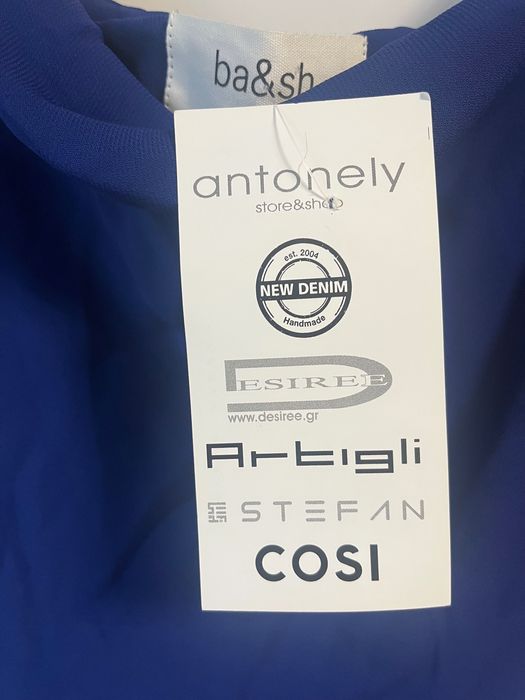 ba&sh
antonely
store&shop
est. 2004
NEW DENIM
Handmade
DESIREE
www.desiree.gr
Artigli
STEFAN
COSI